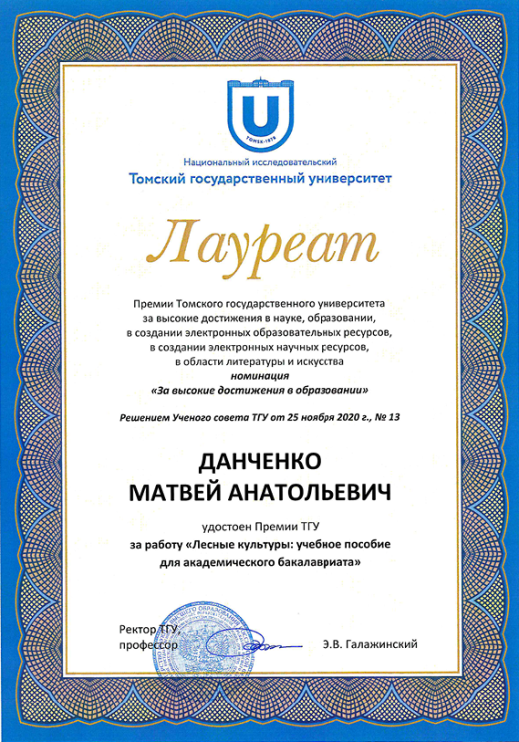 ТОМСК·1878
Национальный исследовательский
Томский государственный университет
Лауреат
Премии Томского государственного университета
за высокие достижения в науке, образовании,
в создании электронных образовательных ресурсов,
в создании электронных научных ресурсов,
в области литературы и искусства
номинация
«За высокие достижения в образовании»
Решением Ученого совета ТГУ от 25 ноября 2020 г., № 13
ДАНЧЕНКО
МАТВЕЙ АНАТОЛЬЕВИЧ
удостоен Премии ТГУ
за работу «Лесные культуры: учебное пособие
для академического бакалавриата»
Ректор ТГУ,
профессор
Э.В. Галажинский